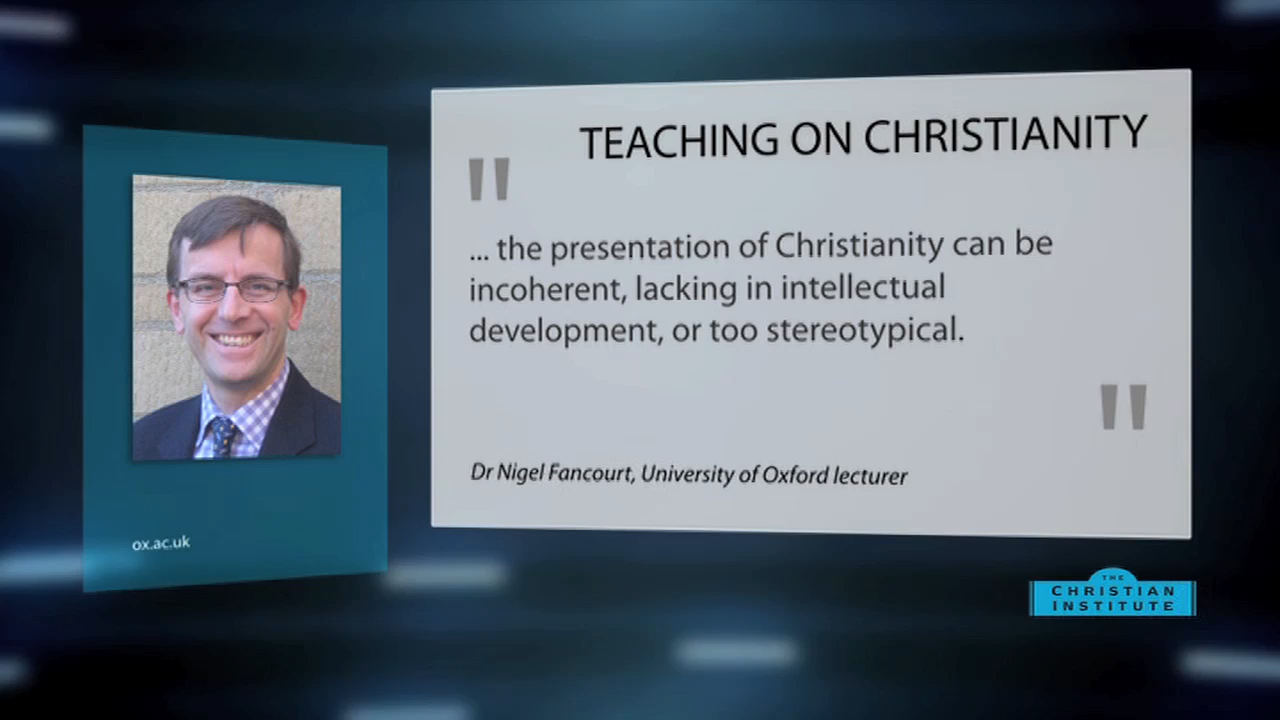 TEACHING ON CHRISTIANITY
"
... the presentation of Christianity can be
incoherent, lacking in intellectual
development, or too stereotypical.
"
Dr Nigel Fancourt, University of Oxford lecturer
ox.ac.uk
THE
CHRISTIAN
INSTITUTE